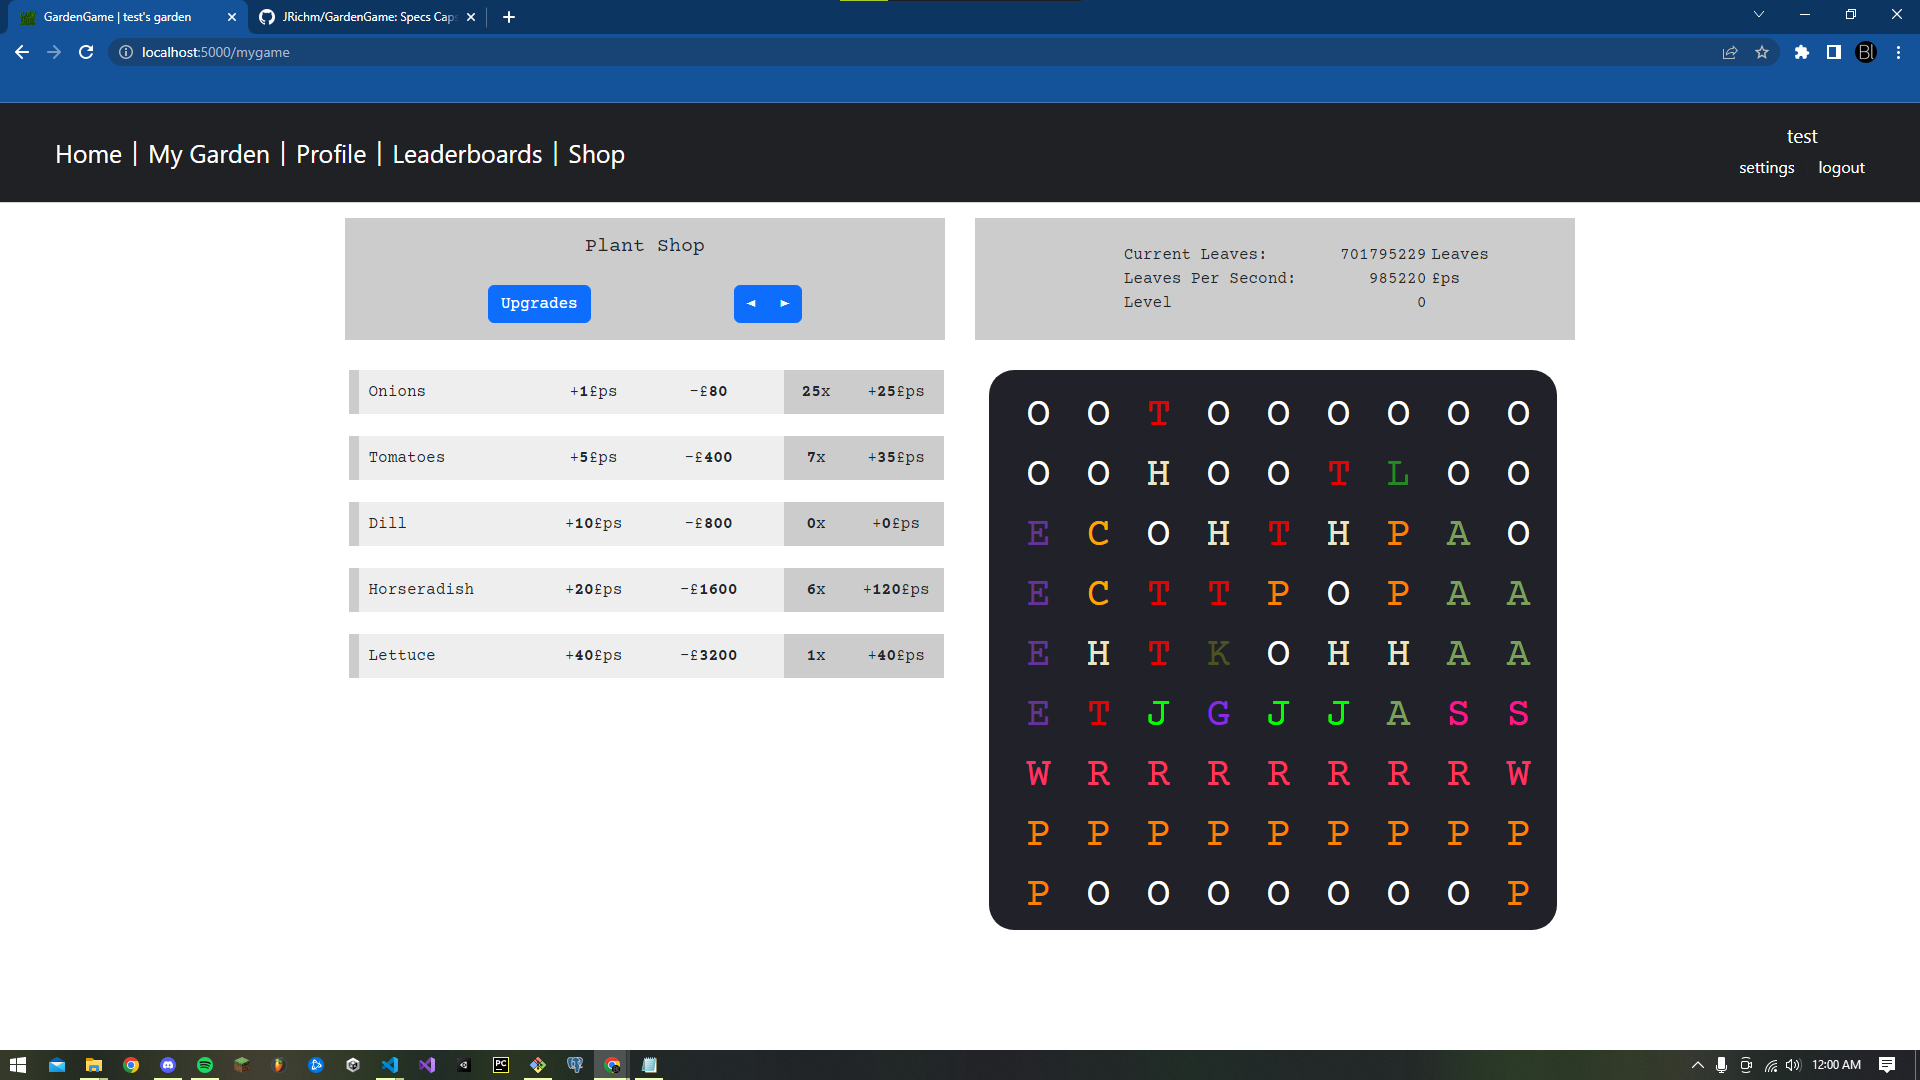 GardenGame | test's garden
JRichm/GardenGame: Specs Cap
localhost:5000/mygame
Bl
Home | My Garden | Profile | Leaderboards | Shop
test
settings logout
Plant Shop
Upgrades ◄ ►
Current Leaves: 701795229 Leaves
Leaves Per Second: 985220 £ps
Level 0
Onions +1£ps -£80 25x +25£ps
Tomatoes +5£ps -£400 7x +35£ps
Dill +10£ps -£800 0x +0£ps
Horseradish +20£ps -£1600 6x +120£ps
Lettuce +40£ps -£3200 1x +40£ps
O O T O O O O O O
O O H O O T L O O
E C O H T H P A O
E C T T P O P A A
E H T K O H H A A
E T J G J J A S S
W R R R R R R R W
P P P P P P P P P
P O O O O O O O P
PC
12:00 AM